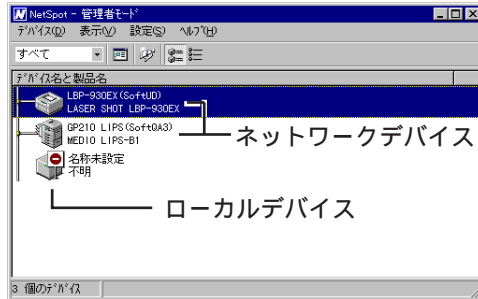 NetSpot - 管理者ﾓｰﾄﾞ
ﾃﾞﾊﾞｲｽ(D) 表示(V) 設定(S) ﾍﾙﾌﾟ(H)
すべて
ﾃﾞﾊﾞｲｽ名と製品名
LBP-930EX(SoftUD)
LASER SHOT LBP-930EX
GP210 LIPS(SoftQA3)
MEDIO LIPS-B1
ネットワークデバイス
名称未設定
不明
ローカルデバイス
3 個のﾃﾞﾊﾞｲｽ